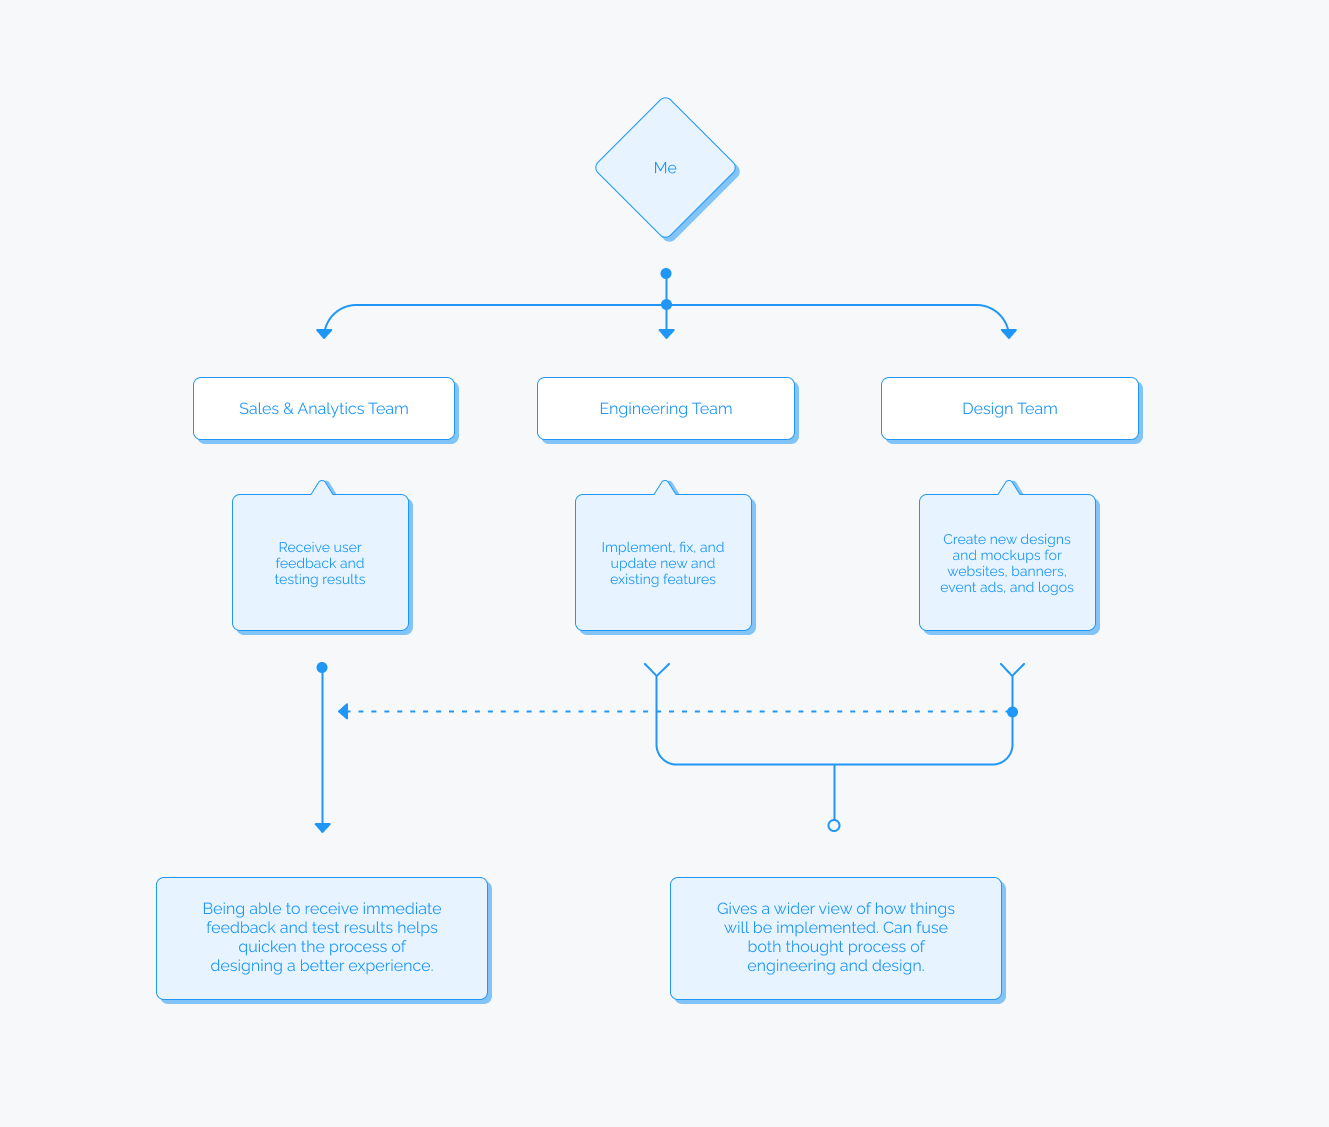 Me
Sales & Analytics Team
Engineering Team
Design Team
Receive user
feedback and
testing results
Implement, fix, and
update new and
existing features
Create new designs
and mockups for
websites, banners,
event ads, and logos
Being able to receive immediate
feedback and test results helps
quicken the process of
designing a better experience.
Gives a wider view of how things
will be implemented. Can fuse
both thought process of
engineering and design.